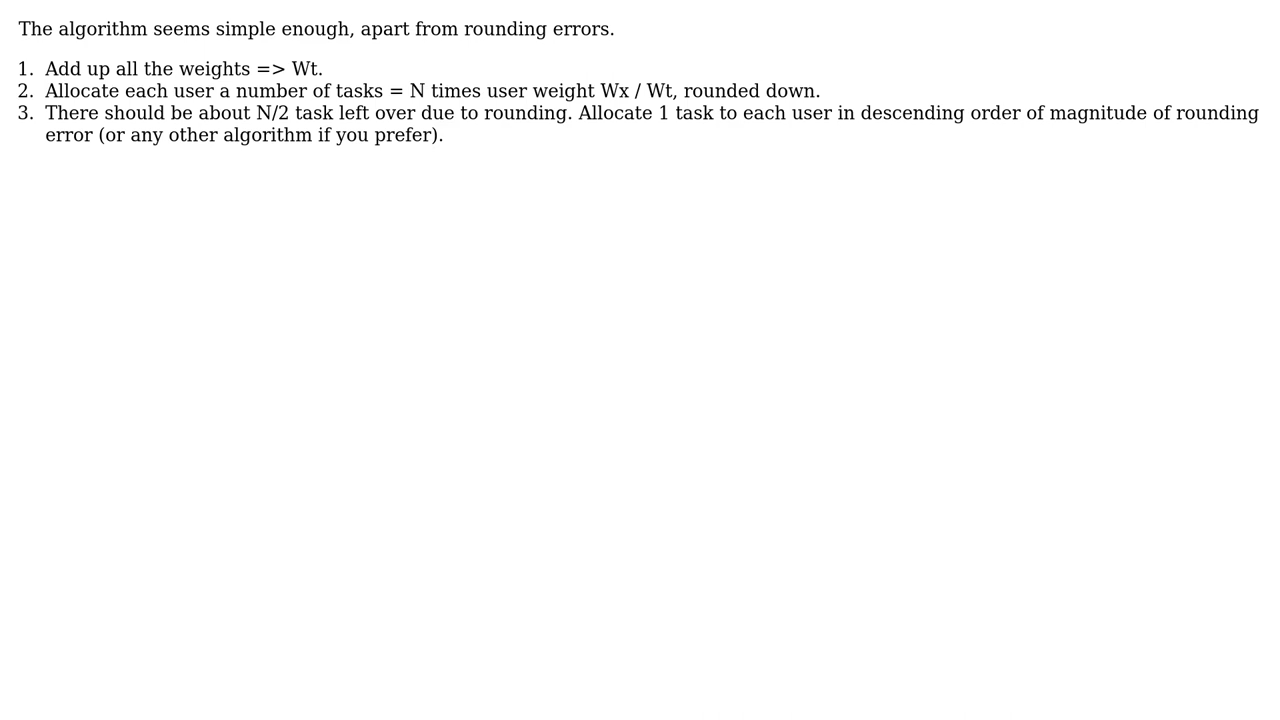 The algorithm seems simple enough, apart from rounding errors.
1. Add up all the weights => Wt.
2. Allocate each user a number of tasks = N times user weight Wx / Wt, rounded down.
3. There should be about N/2 task left over due to rounding. Allocate 1 task to each user in descending order of magnitude of rounding
error (or any other algorithm if you prefer).